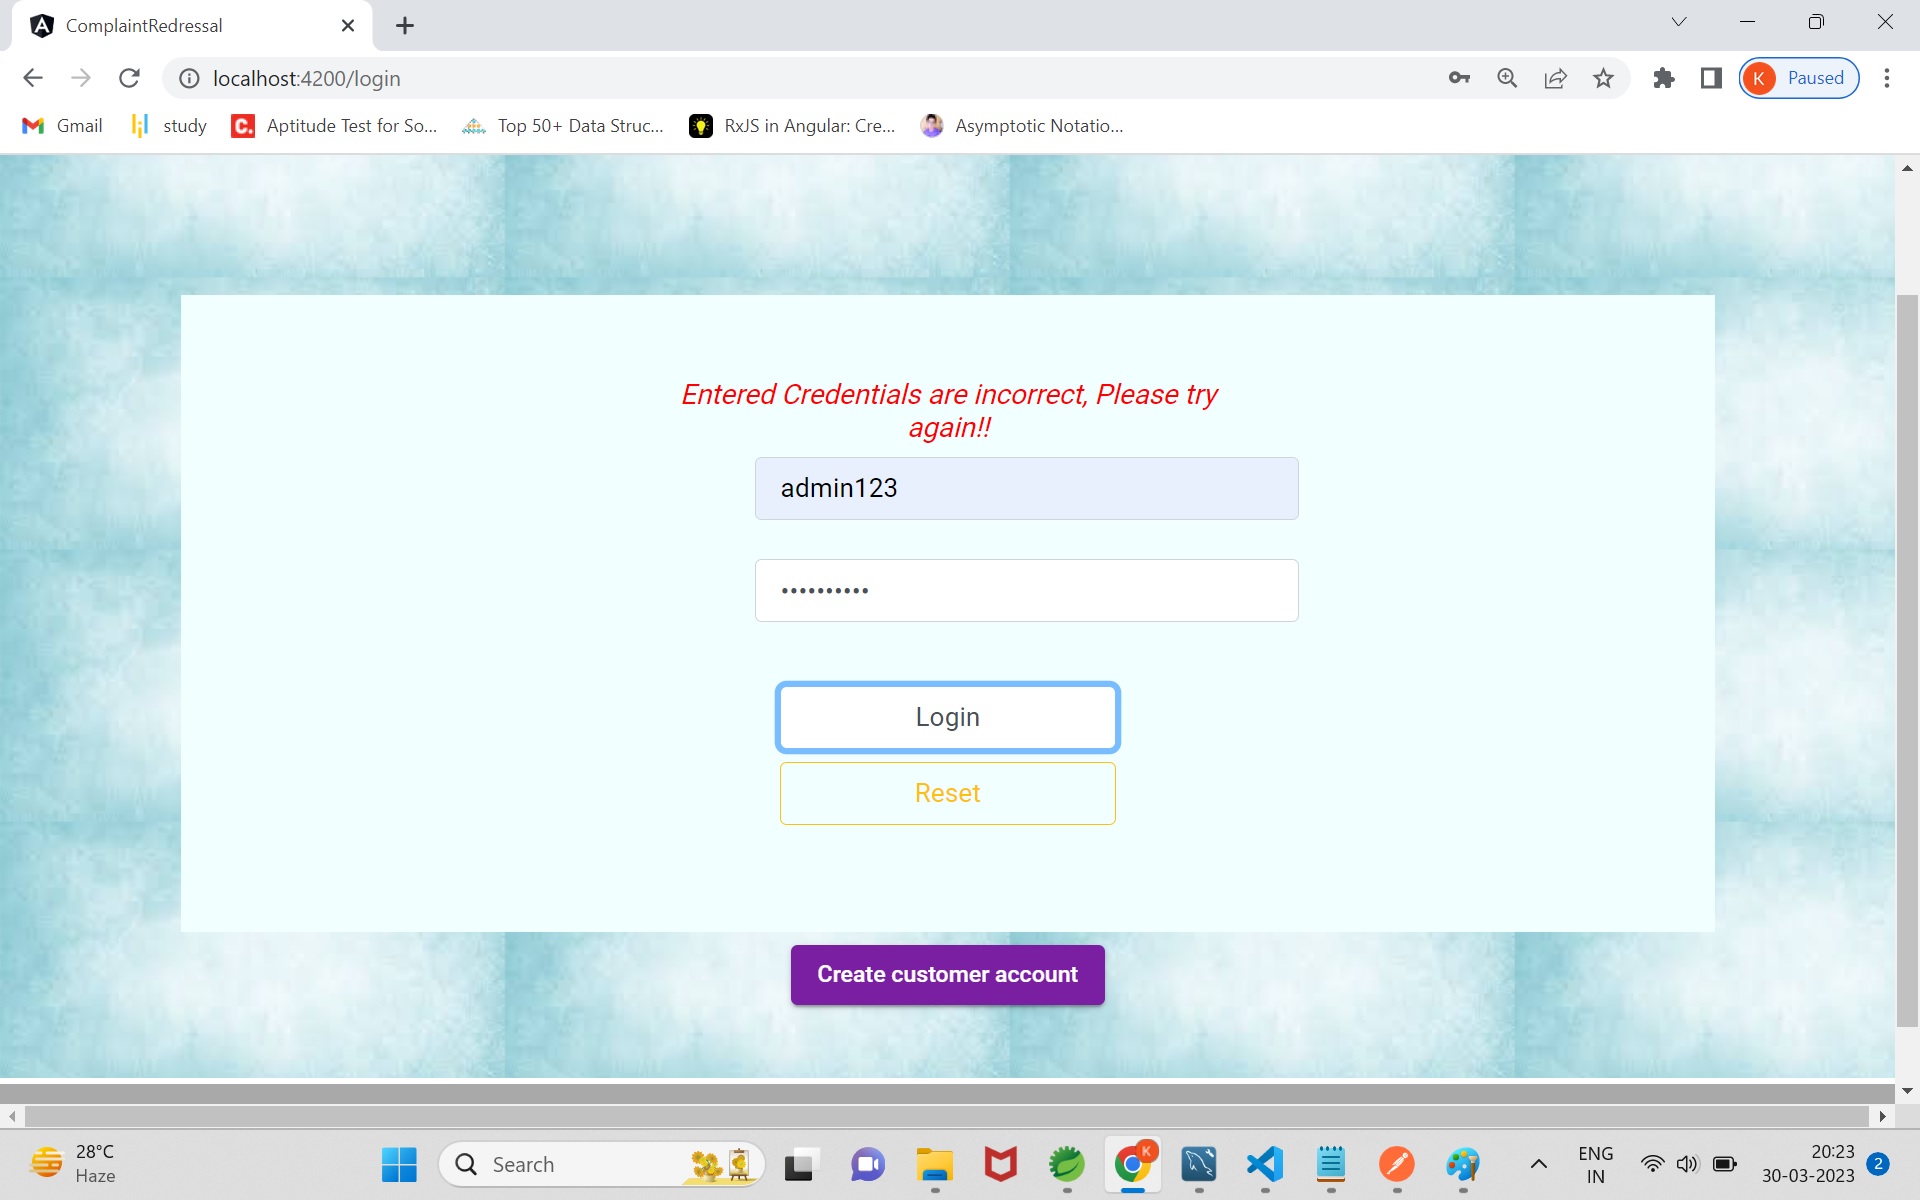 ComplaintRedressal
localhost:4200/login
K Paused
Gmail
study
C. Aptitude Test for So...
Top 50+ Data Struc...
RxJS in Angular: Cre...
Asymptotic Notatio...
Entered Credentials are incorrect, Please try
again!!
admin123
••••••••••
Login
Reset
Create customer account
28°C
Haze
Search
K
ENG
IN
20:23
30-03-2023
2